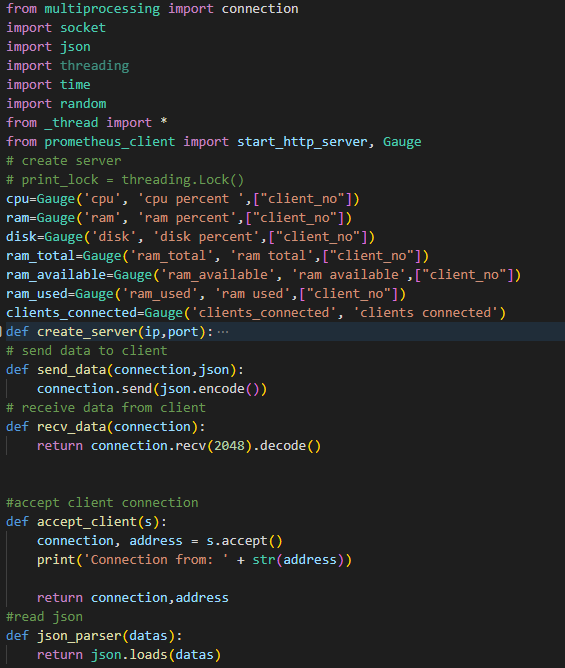 from multiprocessing import connection
import socket
import json
import threading
import time
import random
from _thread import *
from prometheus_client import start_http_server, Gauge
# create server
# print_lock = threading.Lock()
cpu=Gauge('cpu', 'cpu percent ',["client_no"])
ram=Gauge('ram', 'ram percent',["client_no"])
disk=Gauge('disk', 'disk percent',["client_no"])
ram_total=Gauge('ram_total', 'ram total',["client_no"])
ram_available=Gauge('ram_available', 'ram available',["client_no"])
ram_used=Gauge('ram_used', 'ram used',["client_no"])
clients_connected=Gauge('clients_connected', 'clients connected')
def create_server(ip,port):···
# send data to client
def send_data(connection,json):
    connection.send(json.encode())
# receive data from client
def recv_data(connection):
    return connection.recv(2048).decode()
#accept client connection
def accept_client(s):
    connection, address = s.accept()
    print('Connection from: ' + str(address))
    return connection,address
#read json
def json_parser(datas):
    return json.loads(datas)